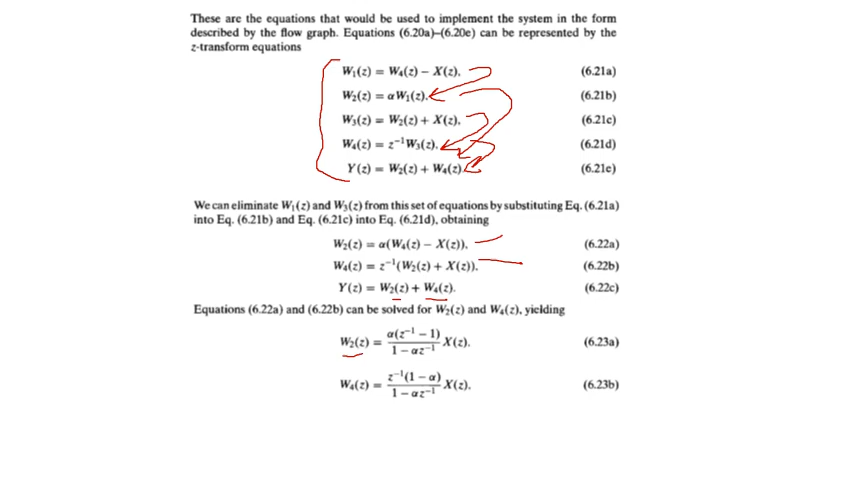 These are the equations that would be used to implement the system in the form
described by the flow graph. Equations (6.20a)–(6.20e) can be represented by the
z-transform equations
W₁(z) = W₄(z) − X(z), (6.21a)
W₂(z) = αW₁(z), (6.21b)
W₃(z) = W₂(z) + X(z), (6.21c)
W₄(z) = z⁻¹W₃(z), (6.21d)
Y(z) = W₂(z) + W₄(z) (6.21e)
We can eliminate W₁(z) and W₃(z) from this set of equations by substituting Eq. (6.21a)
into Eq. (6.21b) and Eq. (6.21c) into Eq. (6.21d), obtaining
W₂(z) = α(W₄(z) − X(z)), (6.22a)
W₄(z) = z⁻¹(W₂(z) + X(z)), (6.22b)
Y(z) = W₂(z) + W₄(z). (6.22c)
Equations (6.22a) and (6.22b) can be solved for W₂(z) and W₄(z), yielding
W₂(z) = α(z⁻¹ − 1) / 1 − αz⁻¹ X(z), (6.23a)
W₄(z) = z⁻¹(1 − α) / 1 − αz⁻¹ X(z). (6.23b)